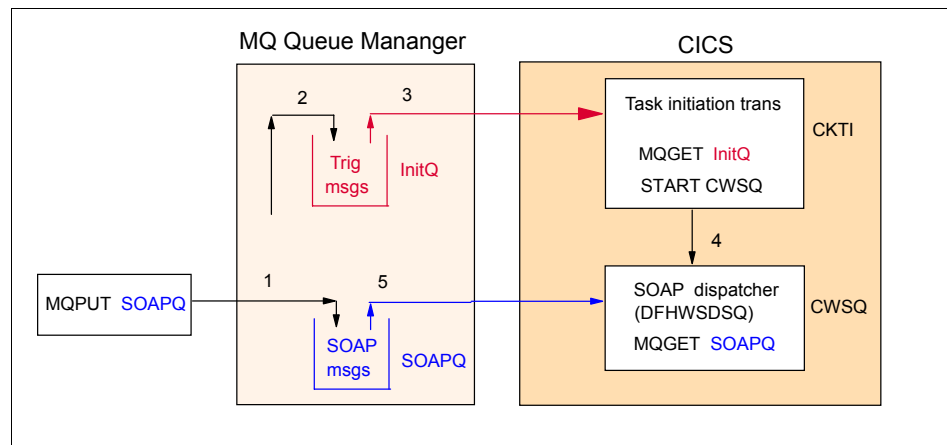 MQ Queue Mananger
CICS
2
3
Trig
msgs
InitQ
Task initiation trans
MQGET InitQ
START CWSQ
CKTI
4
MQPUT SOAPQ
1
5
SOAP
msgs
SOAPQ
SOAP dispatcher
(DFHWSDSQ)
MQGET SOAPQ
CWSQ